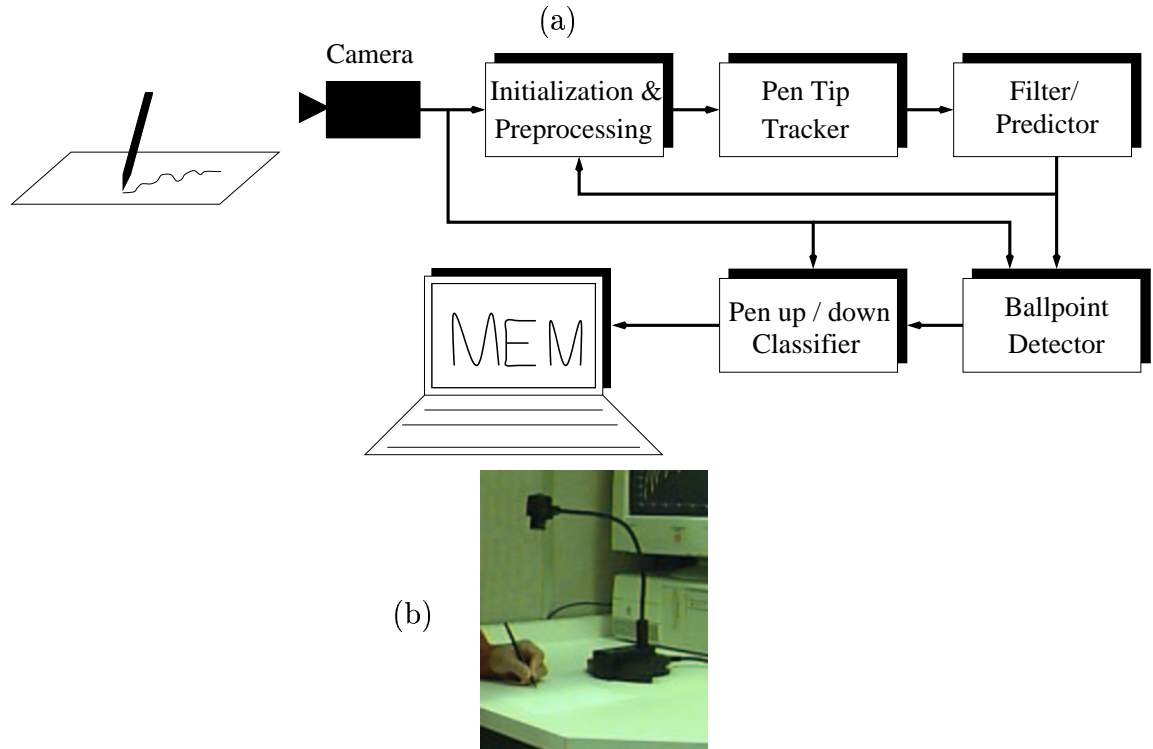 (a)
Camera
Initialization &
Preprocessing
Pen Tip
Tracker
Filter/
Predictor
Pen up / down
Classifier
Ballpoint
Detector
MEM
(b)